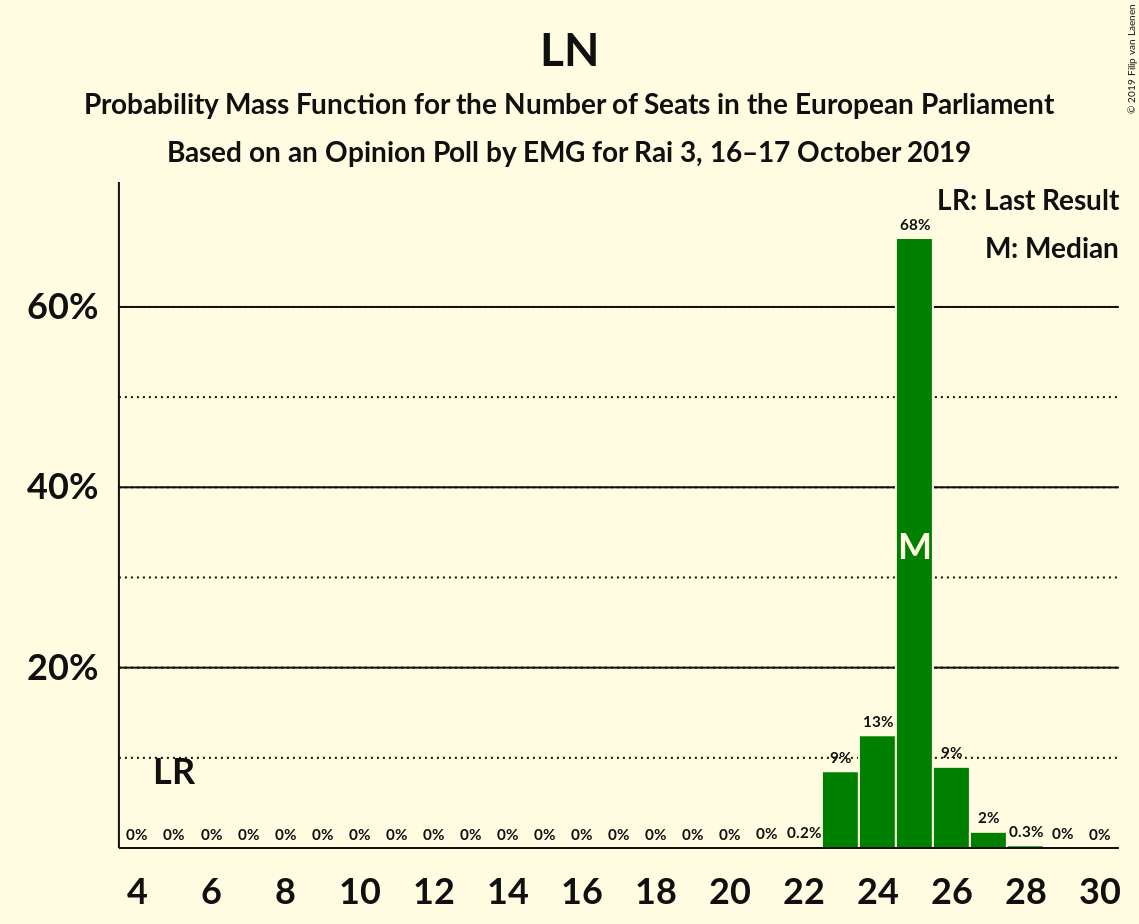 LN
Probability Mass Function for the Number of Seats in the European Parliament
Based on an Opinion Poll by EMG for Rai 3, 16–17 October 2019
© 2019 Filip van Laenen
LR: Last Result
M: Median
68%
60%
40%
M
20%
13%
9% 9%
LR
2%
0% 0% 0% 0% 0% 0% 0% 0% 0% 0% 0% 0% 0% 0% 0% 0% 0% 0% 0.2% 0.3% 0% 0%
4 6 8 10 12 14 16 18 20 22 24 26 28 30